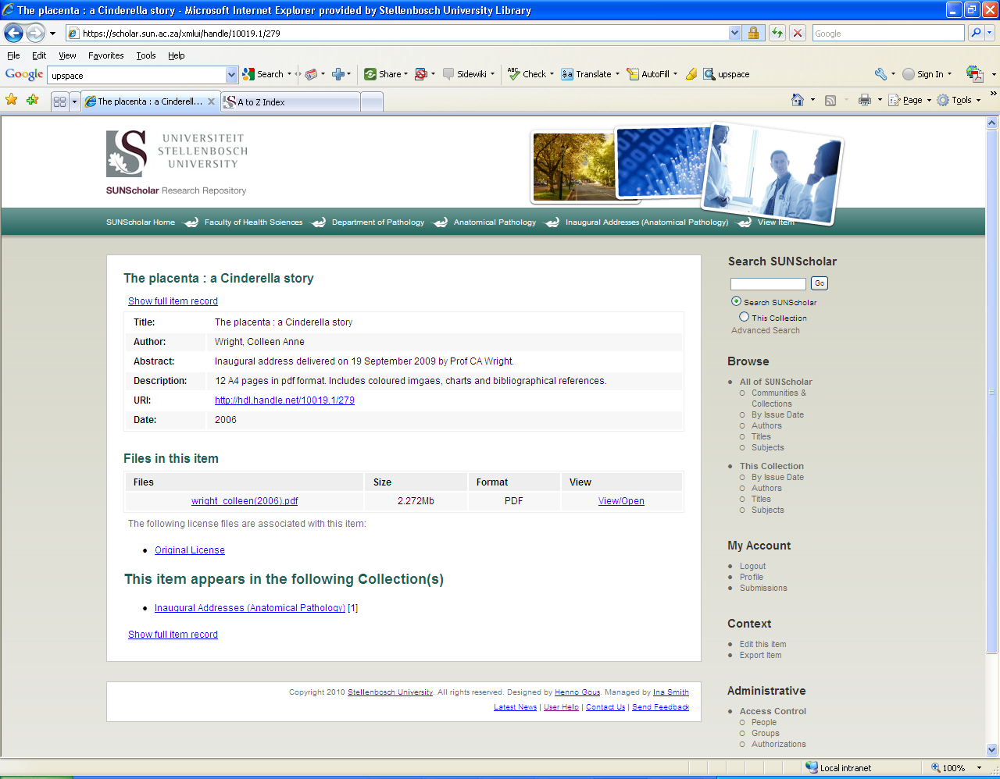 The placenta : a Cinderella story - Microsoft Internet Explorer provided by Stellenbosch University Library
https://scholar.sun.ac.za/xmlui/handle/10019.1/279
Google
File Edit View Favorites Tools Help
Google upspace Search Share Sidewiki ABC Check Translate AutoFill upspace Sign In
The placenta : a Cinderell... A to Z Index Page Tools
UNIVERSITEIT
STELLENBOSCH
UNIVERSITY
SUNScholar Research Repository
SUNScholar Home Faculty of Health Sciences Department of Pathology Anatomical Pathology Inaugural Addresses (Anatomical Pathology) View Item
The placenta : a Cinderella story
Show full item record
Title: The placenta : a Cinderella story
Author: Wright, Colleen Anne
Abstract: Inaugural address delivered on 19 September 2009 by Prof CA Wright.
Description: 12 A4 pages in pdf format. Includes coloured imgaes, charts and bibliographical references.
URI: http://hdl.handle.net/10019.1/279
Date: 2006
Files in this item
Files Size Format View
wright_colleen(2006).pdf 2.272Mb PDF View/Open
The following license files are associated with this item:
Original License
This item appears in the following Collection(s)
Inaugural Addresses (Anatomical Pathology) [1]
Show full item record
Copyright 2010 Stellenbosch University. All rights reserved. Designed by Henno Gous. Managed by Ina Smith
Latest News | User Help | Contact Us | Send Feedback
Search SUNScholar
Go
Search SUNScholar
This Collection
Advanced Search
Browse
All of SUNScholar
Communities &
Collections
By Issue Date
Authors
Titles
Subjects
This Collection
By Issue Date
Authors
Titles
Subjects
My Account
Logout
Profile
Submissions
Context
Edit this item
Export Item
Administrative
Access Control
People
Groups
Authorizations
Local intranet 100%